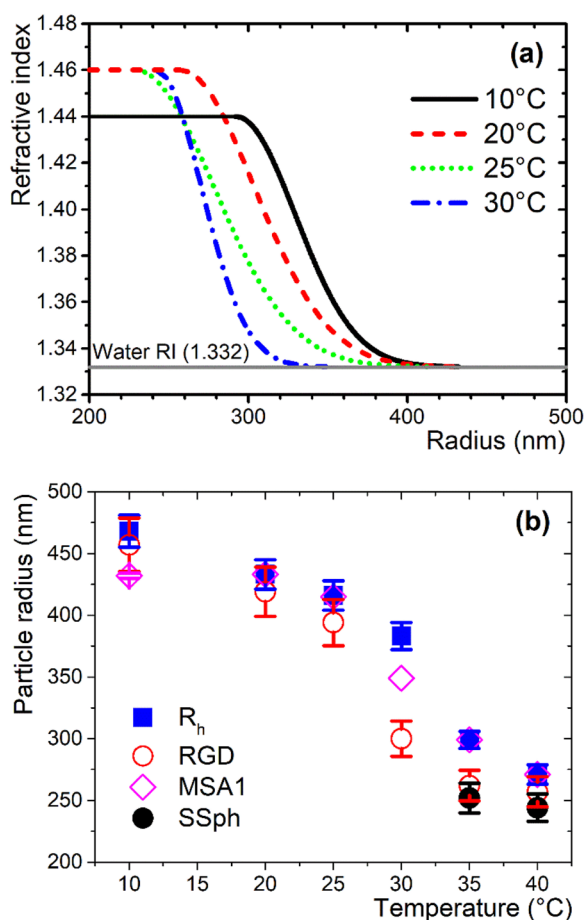 1.48
(a)
1.46
10°C
20°C
1.44
25°C
1.42
30°C
1.40
1.38
1.36
1.34
Water RI (1.332)
1.32
200 300 400 500
Refractive index
Radius (nm)
500
(b)
450
400
350
R_h
RGD
300
MSA1
250
SSph
200
10 15 20 25 30 35 40
Particle radius (nm)
Temperature (°C)